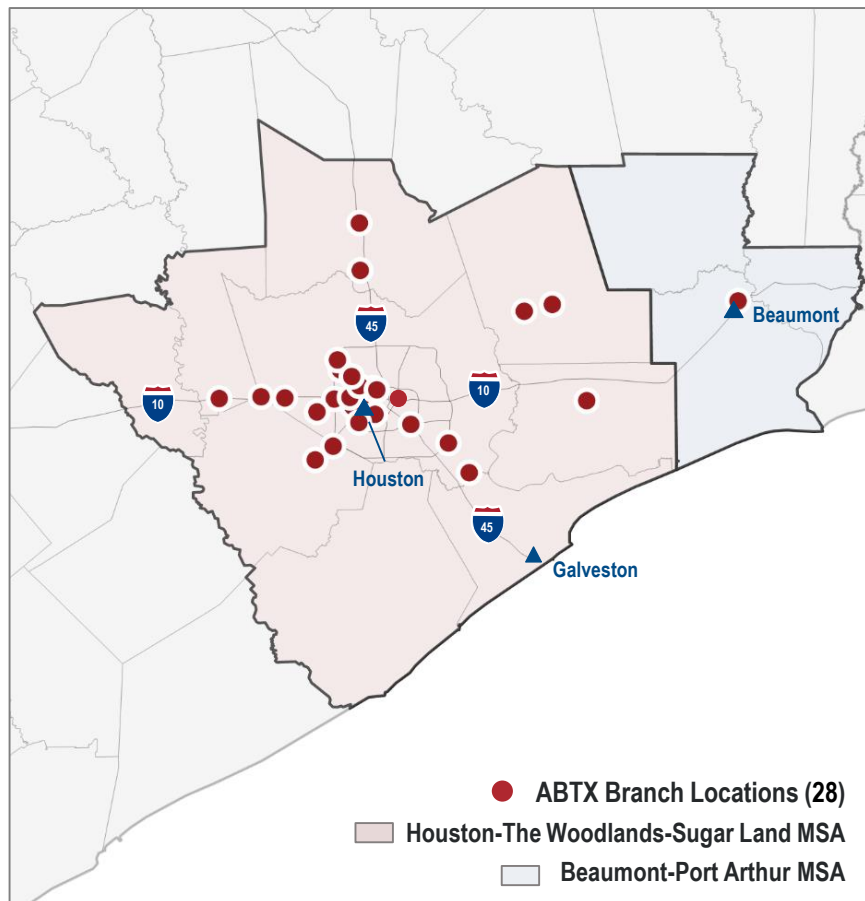 45
Beaumont
10
10
Houston
45
Galveston
ABTX Branch Locations (28)
Houston-The Woodlands-Sugar Land MSA
Beaumont-Port Arthur MSA